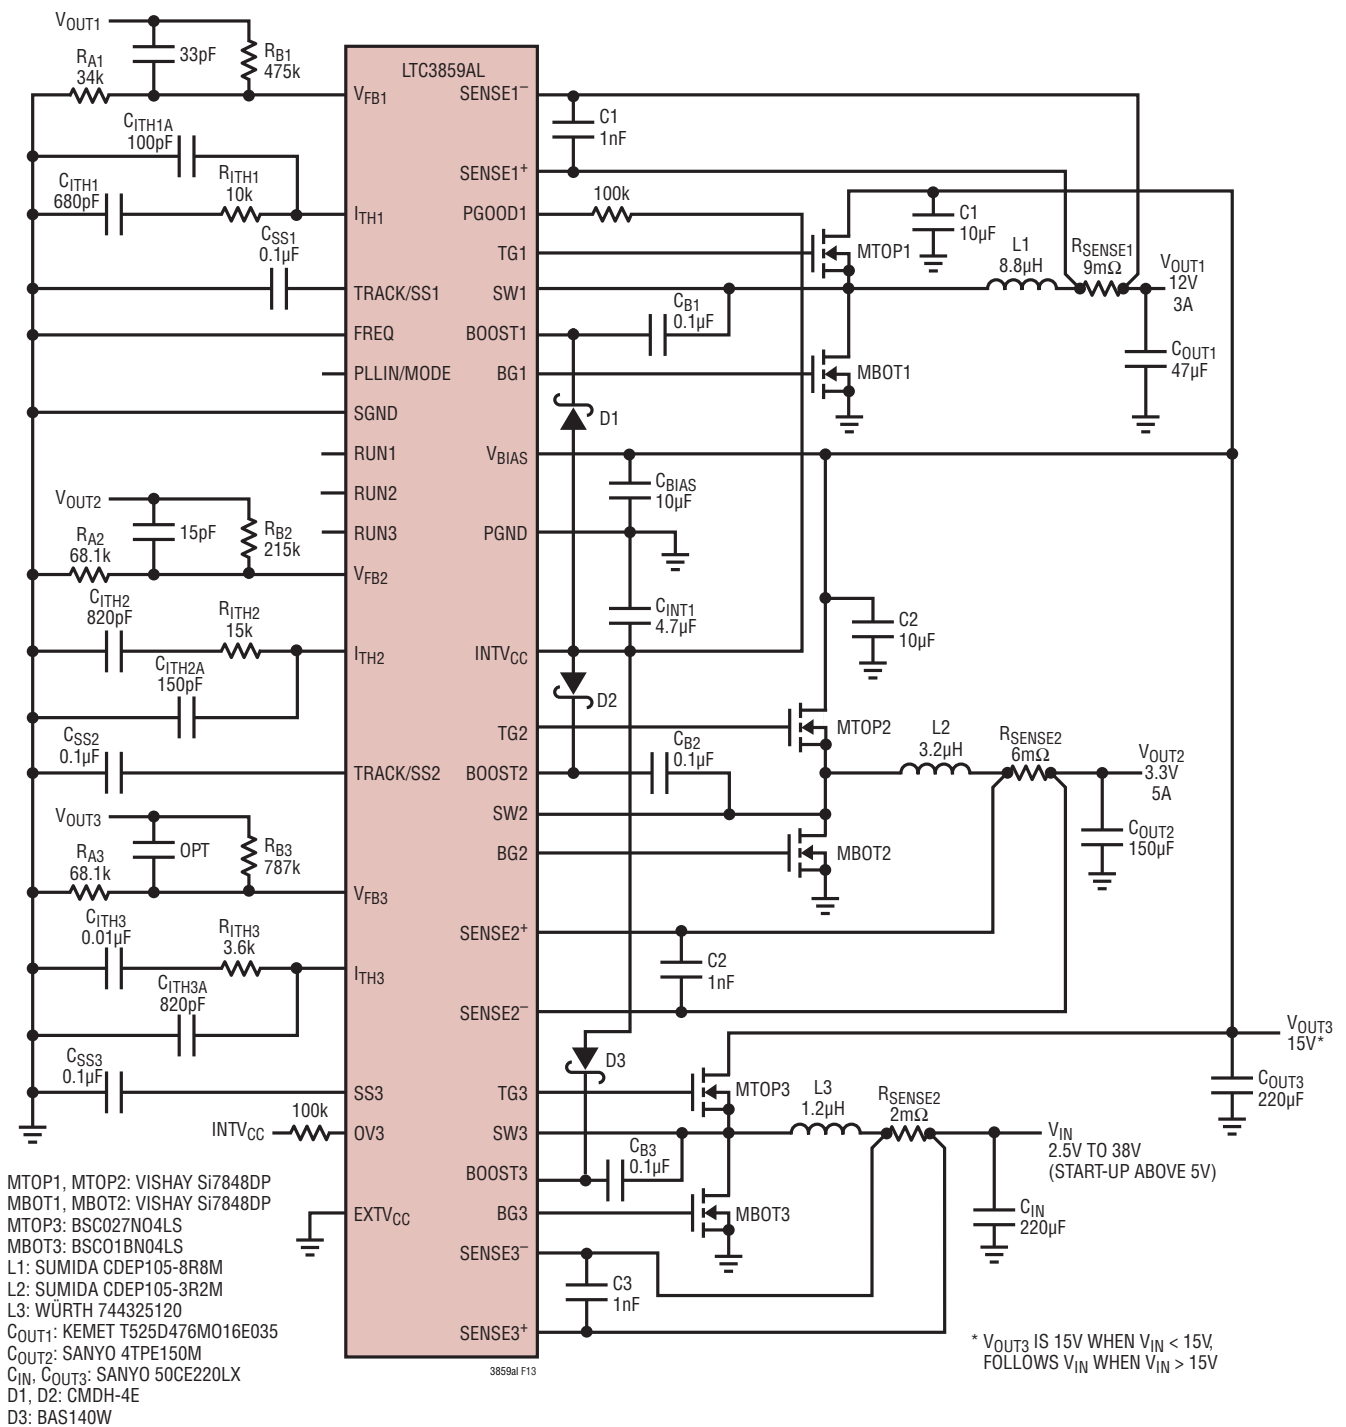 VOUT1
33pF
RB1
475k
RA1
34k
CITH1A
100pF
CITH1
680pF
RITH1
10k
CSS1
0.1µF
VOUT2
15pF
RB2
215k
RA2
68.1k
CITH2
820pF
RITH2
15k
CITH2A
150pF
CSS2
0.1µF
VOUT3
OPT
RB3
787k
RA3
68.1k
CITH3
0.01µF
RITH3
3.6k
CITH3A
820pF
CSS3
0.1µF
100k
INTVCC
LTC3859AL
VFB1
ITH1
TRACK/SS1
FREQ
PLLIN/MODE
SGND
RUN1
RUN2
RUN3
VFB2
ITH2
TRACK/SS2
VFB3
ITH3
SS3
OV3
EXTVCC
SENSE1–
SENSE1+
PGOOD1
TG1
SW1
BOOST1
BG1
VBIAS
PGND
INTVCC
TG2
BOOST2
SW2
BG2
SENSE2+
SENSE2–
TG3
SW3
BOOST3
BG3
SENSE3–
SENSE3+
C1
1nF
100k
C1
10µF
MTOP1
L1
8.8µH
RSENSE1
9mΩ
VOUT1
12V
3A
CB1
0.1µF
MBOT1
COUT1
47µF
D1
CBIAS
10µF
CINT1
4.7µF
C2
10µF
D2
MTOP2
L2
3.2µH
RSENSE2
6mΩ
VOUT2
3.3V
5A
CB2
0.1µF
MBOT2
COUT2
150µF
C2
1nF
VOUT3
15V*
D3
MTOP3
L3
1.2µH
RSENSE2
2mΩ
COUT3
220µF
VIN
2.5V TO 38V
(START-UP ABOVE 5V)
CB3
0.1µF
MBOT3
CIN
220µF
C3
1nF
MTOP1, MTOP2: VISHAY Si7848DP
MBOT1, MBOT2: VISHAY Si7848DP
MTOP3: BSC027NO4LS
MBOT3: BSCO1BN04LS
L1: SUMIDA CDEP105-8R8M
L2: SUMIDA CDEP105-3R2M
L3: WÜRTH 744325120
COUT1: KEMET T525D476MO16E035
COUT2: SANYO 4TPE150M
CIN, COUT3: SANYO 50CE220LX
D1, D2: CMDH-4E
D3: BAS140W
3859al F13
* VOUT3 IS 15V WHEN VIN < 15V,
FOLLOWS VIN WHEN VIN > 15V